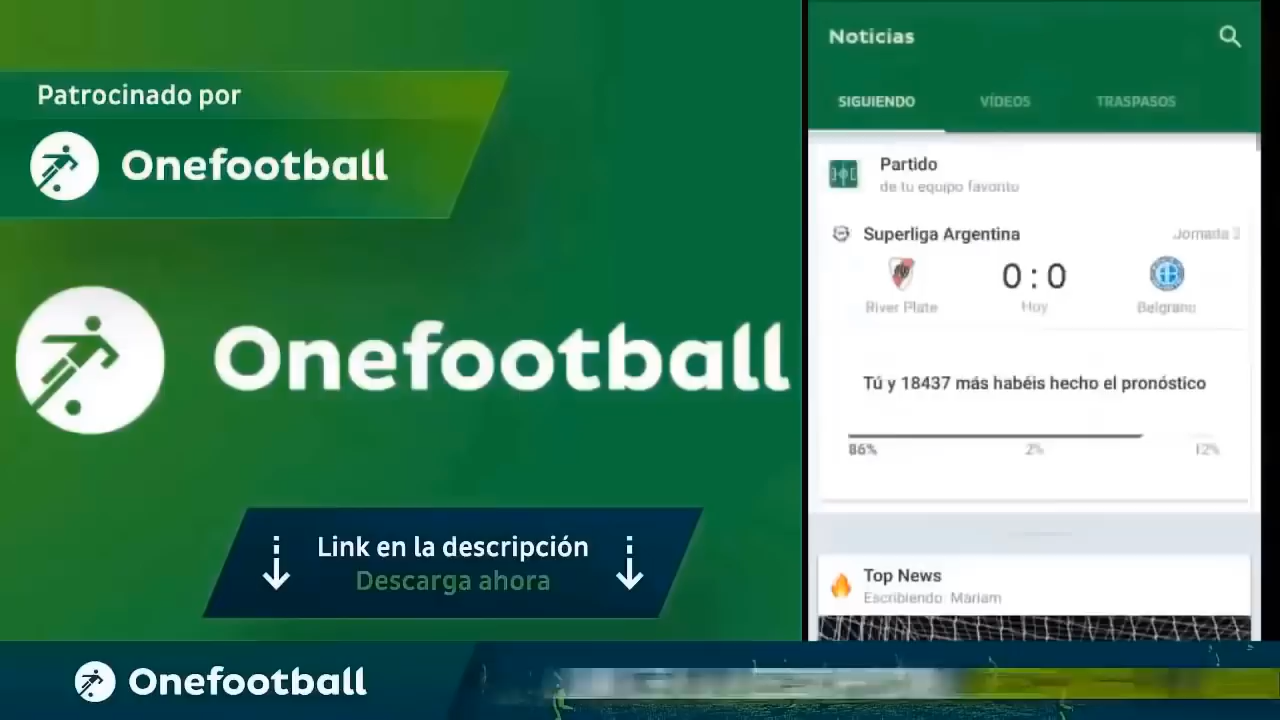 Patrocinado por
Onefootball
Onefootball
Link en la descripción
Descarga ahora
Onefootball
Noticias
SIGUIENDO VÍDEOS TRASPASOS
Partido
de tu equipo favorito
Superliga Argentina Jornada
0 : 0
River Plate Hoy Belgrano
Tú y 18437 más habéis hecho el pronóstico
86% 2% 12%
Top News
Escribiendo: Mariam